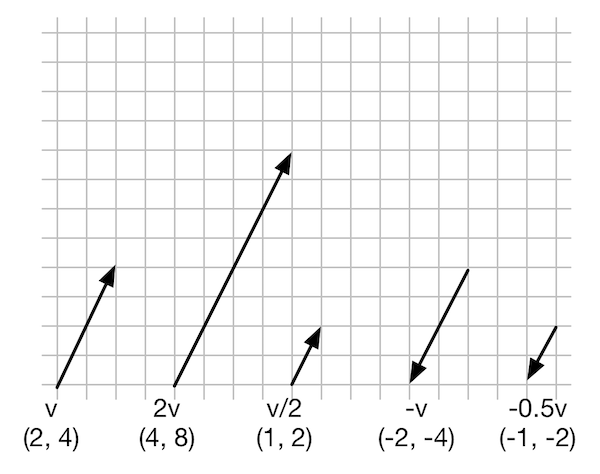 v 2v v/2 -v -0.5v
(2, 4) (4, 8) (1, 2) (-2, -4) (-1, -2)